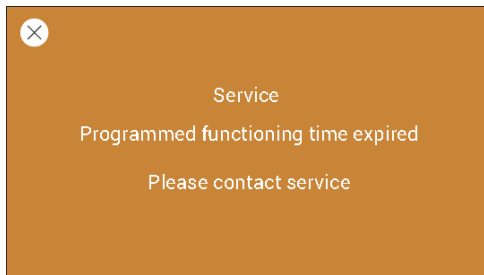 Service
Programmed functioning time expired
Please contact service